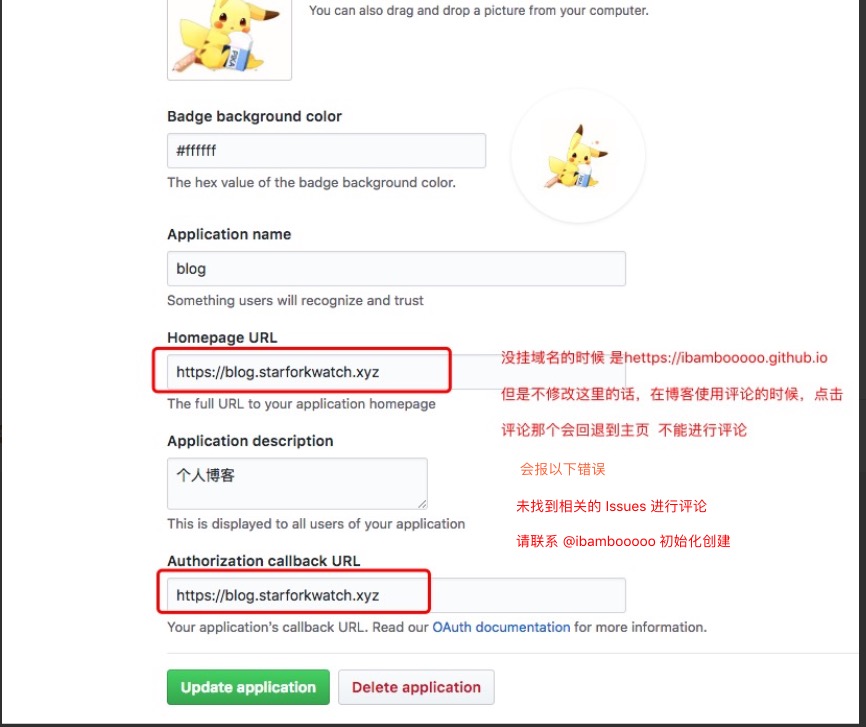 You can also drag and drop a picture from your computer.
Badge background color
#ffffff
The hex value of the badge background color.
Application name
blog
Something users will recognize and trust
Homepage URL
https://blog.starforkwatch.xyz
没挂域名的时候 是hettps://ibambooooo.github.io
The full URL to your application homepage
但是不修改这里的话，在博客使用评论的时候，点击
评论那个会回退到主页 不能进行评论
Application description
个人博客
会报以下错误
未找到相关的 Issues 进行评论
This is displayed to all users of your application
请联系 @ibambooooo 初始化创建
Authorization callback URL
https://blog.starforkwatch.xyz
Your application's callback URL. Read our OAuth documentation for more information.
Update application
Delete application